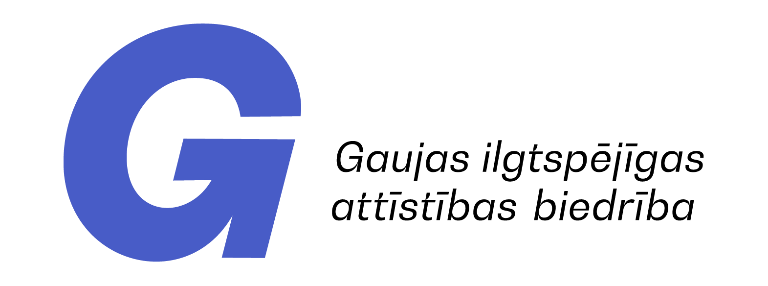 G
Gaujas ilgtspējīgas
attīstības biedrība